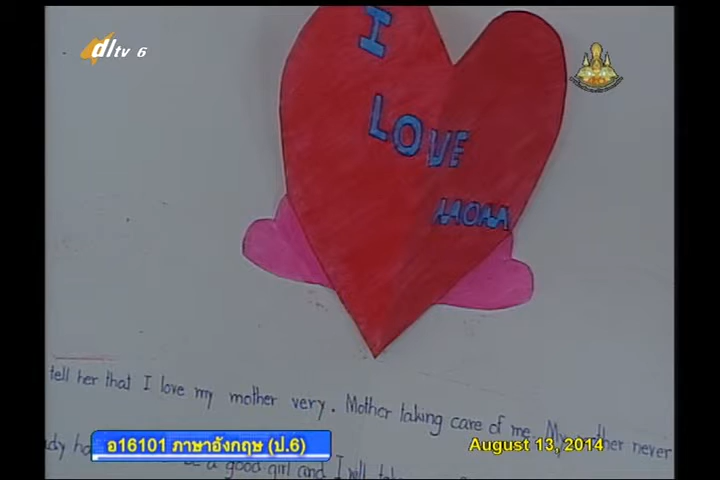 dltv 6
I
LOVE
MOM
tell her that I love my mother very. Mother taking care of me. My mother never
be a good girl and I will
อ16101 ภาษาอังกฤษ (ป.6)
August 13, 2014